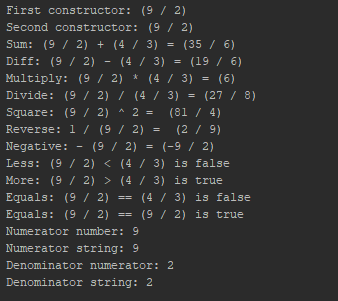 First constructor: (9 / 2)
Second constructor: (9 / 2)
Sum: (9 / 2) + (4 / 3) = (35 / 6)
Diff: (9 / 2) - (4 / 3) = (19 / 6)
Multiply: (9 / 2) * (4 / 3) = (6)
Divide: (9 / 2) / (4 / 3) = (27 / 8)
Square: (9 / 2) ^ 2 =  (81 / 4)
Reverse: 1 / (9 / 2) =  (2 / 9)
Negative: - (9 / 2) = (-9 / 2)
Less: (9 / 2) < (4 / 3) is false
More: (9 / 2) > (4 / 3) is true
Equals: (9 / 2) == (4 / 3) is false
Equals: (9 / 2) == (9 / 2) is true
Numerator number: 9
Numerator string: 9
Denominator numerator: 2
Denominator string: 2